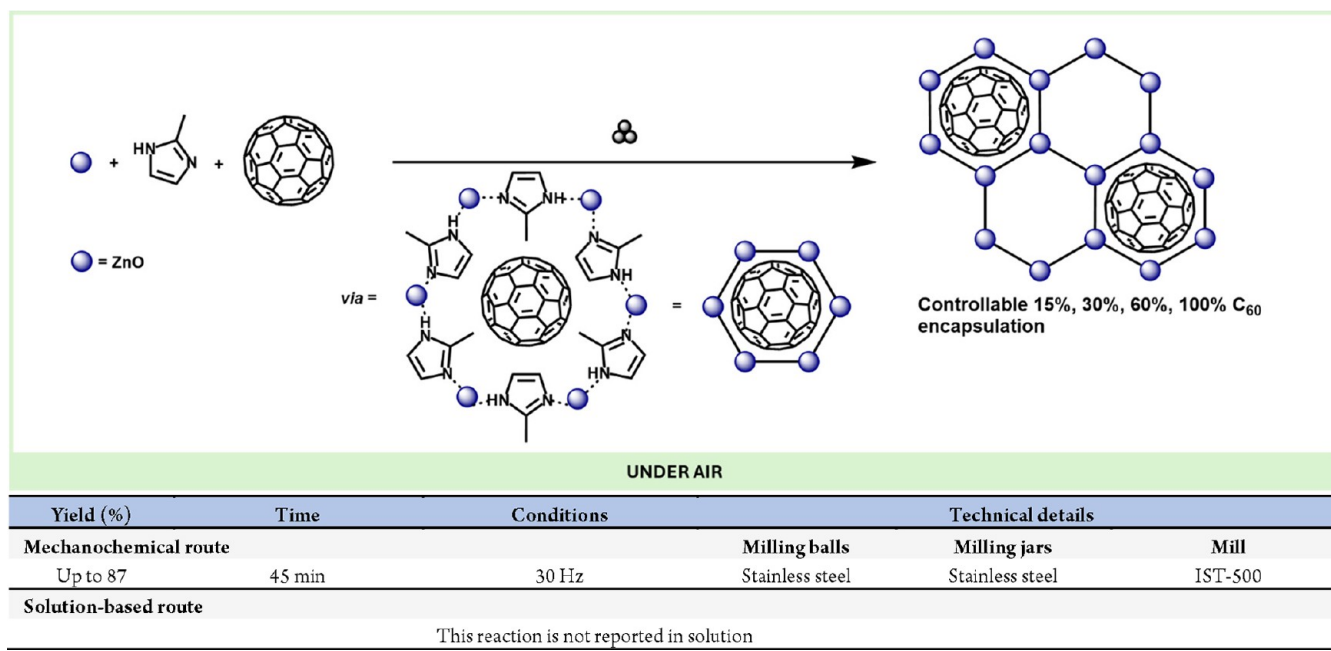 +
HN
N
+
= ZnO
via =
N
NH
H
N
N
N
NH
H
N
N
HN
HN
N
=
Controllable 15%, 30%, 60%, 100% C₆₀
encapsulation
UNDER AIR
Yield (%) Time Conditions Technical details
Mechanochemical route Milling balls Milling jars Mill
Up to 87 45 min 30 Hz Stainless steel Stainless steel IST-500
Solution-based route
This reaction is not reported in solution